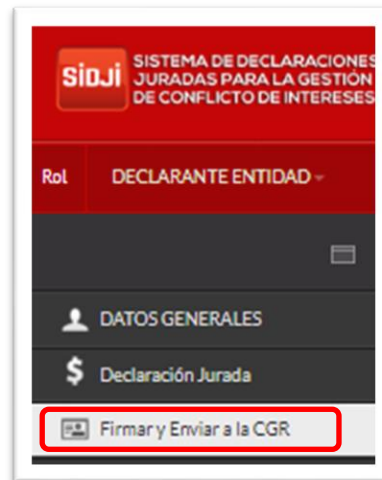 SIDJI
SISTEMA DE DECLARACIONES
JURADAS PARA LA GESTIÓN
DE CONFLICTO DE INTERESES
Rol DECLARANTE ENTIDAD
DATOS GENERALES
$ Declaración Jurada
Firmar y Enviar a la CGR